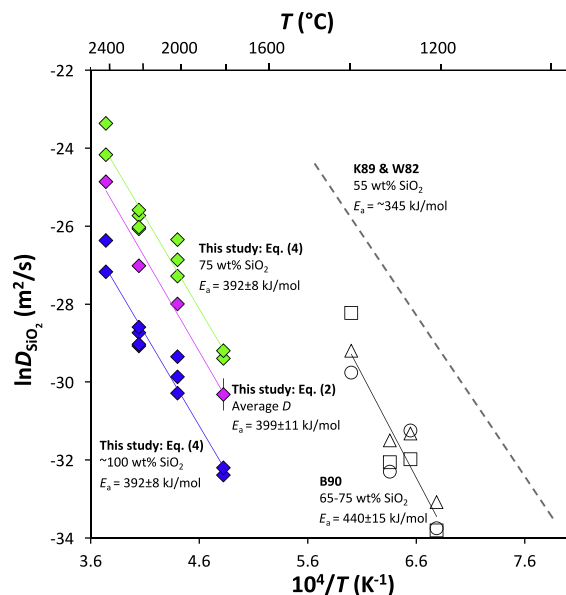 T (°C)
2400 2000 1600 1200
-22
-24
-26
-28
-30
-32
-34
lnD_SiO₂ (m²/s)
K89 & W82
55 wt% SiO₂
Eₐ = ~345 kJ/mol
This study: Eq. (4)
75 wt% SiO₂
Eₐ = 392±8 kJ/mol
This study: Eq. (2)
Average D
Eₐ = 399±11 kJ/mol
This study: Eq. (4)
~100 wt% SiO₂
Eₐ = 392±8 kJ/mol
B90
65-75 wt% SiO₂
Eₐ = 440±15 kJ/mol
3.6 4.6 5.6 6.6 7.6
10⁴/T (K⁻¹)